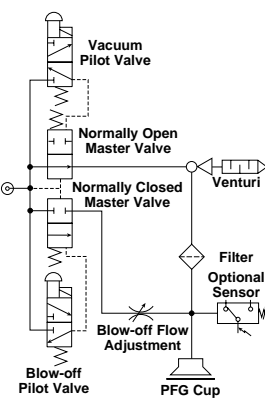 Vacuum
Pilot Valve
Normally Open
Master Valve
Venturi
Normally Closed
Master Valve
Filter
Optional
Sensor
Blow-off Flow
Adjustment
Blow-off
Pilot Valve
PFG Cup